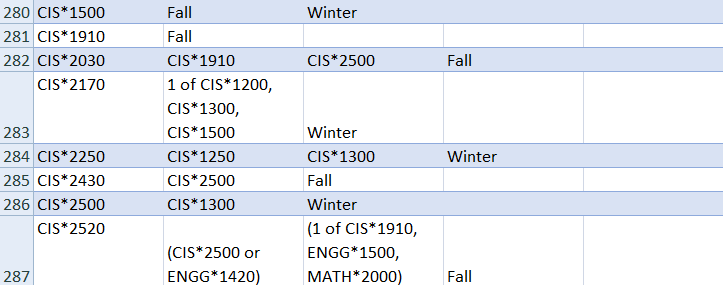 280 CIS*1500 Fall Winter
281 CIS*1910 Fall
282 CIS*2030 CIS*1910 CIS*2500 Fall
CIS*2170 1 of CIS*1200,
CIS*1300,
283 CIS*1500 Winter
284 CIS*2250 CIS*1250 CIS*1300 Winter
285 CIS*2430 CIS*2500 Fall
286 CIS*2500 CIS*1300 Winter
CIS*2520 (1 of CIS*1910,
(CIS*2500 or ENGG*1500,
287 ENGG*1420) MATH*2000) Fall